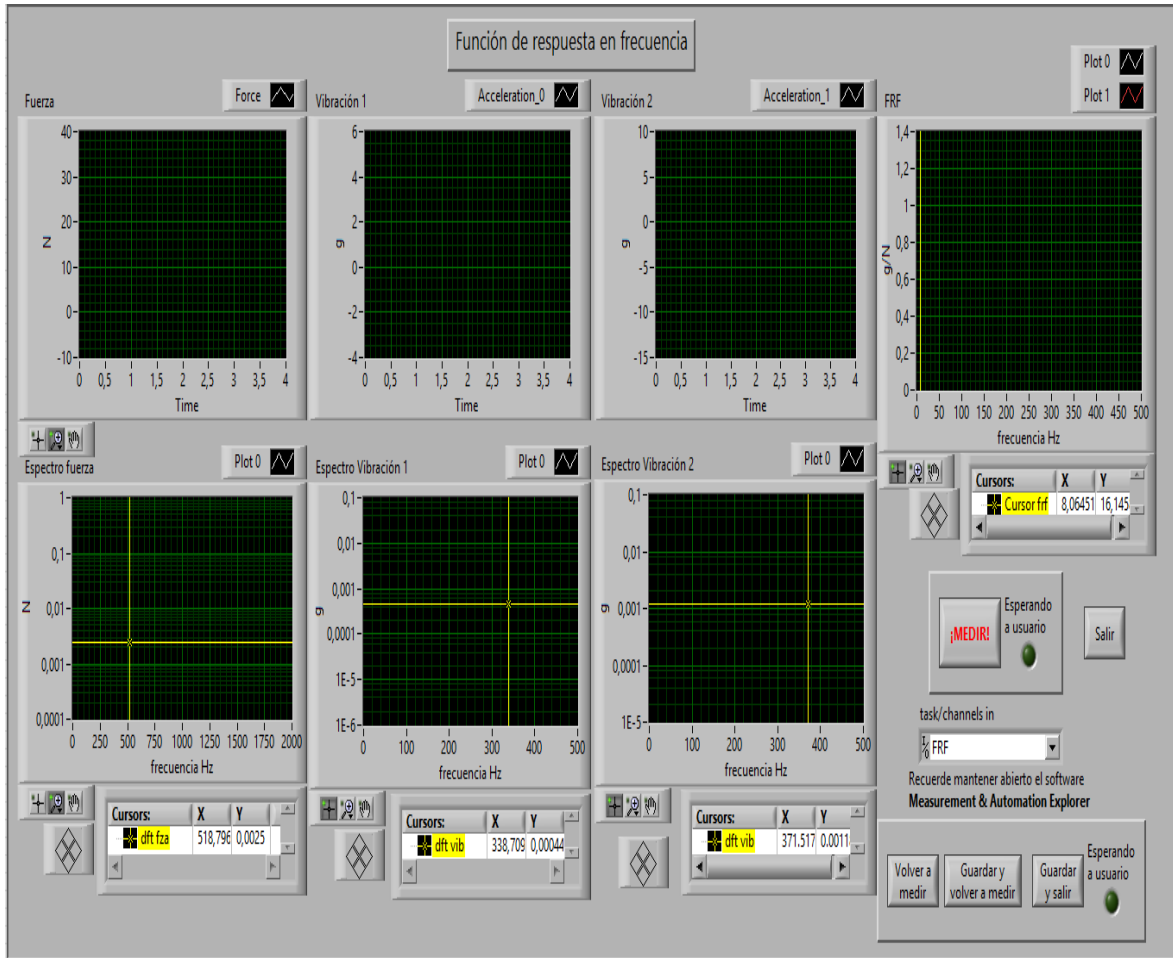 Función de respuesta en frecuencia
Plot 0
Plot 1
Fuerza
Force
Vibración 1
Acceleration_0
Vibración 2
Acceleration_1
FRF
N
40
30
20
10
0
-10
0 0,5 1 1,5 2 2,5 3 3,5 4
Time
g
6
4
2
0
-2
-4
0 0,5 1 1,5 2 2,5 3 3,5 4
Time
g
10
5
0
-5
-10
-15
0 0,5 1 1,5 2 2,5 3 3,5 4
Time
g/N
1,4
1,2
1
0,8
0,6
0,4
0,2
0
0 50 100 150 200 250 300 350 400 450 500
frecuencia Hz
Espectro fuerza
Plot 0
N
1
0,1
0,01
0,001
0,0001
0 250 500 750 1000 1250 1500 1750 2000
frecuencia Hz
Cursors: X Y
dft fza 518,796 0,0025
Espectro Vibración 1
Plot 0
g
0,1
0,01
0,001
0,0001
1E-5
1E-6
0 100 200 300 400 500
frecuencia Hz
Cursors: X Y
dft vib 338,709 0,00044
Espectro Vibración 2
Plot 0
g
0,1
0,01
0,001
0,0001
1E-5
0 100 200 300 400 500
frecuencia Hz
Cursors: X Y
dft vib 371.517 0.0011
Cursors: X Y
Cursor frf 8,06451 16,145
¡MEDIR!
Esperando
a usuario
Salir
task/channels in
I/O FRF
Recuerde mantener abierto el software
Measurement & Automation Explorer
Volver a
medir
Guardar y
volver a medir
Guardar
y salir
Esperando
a usuario